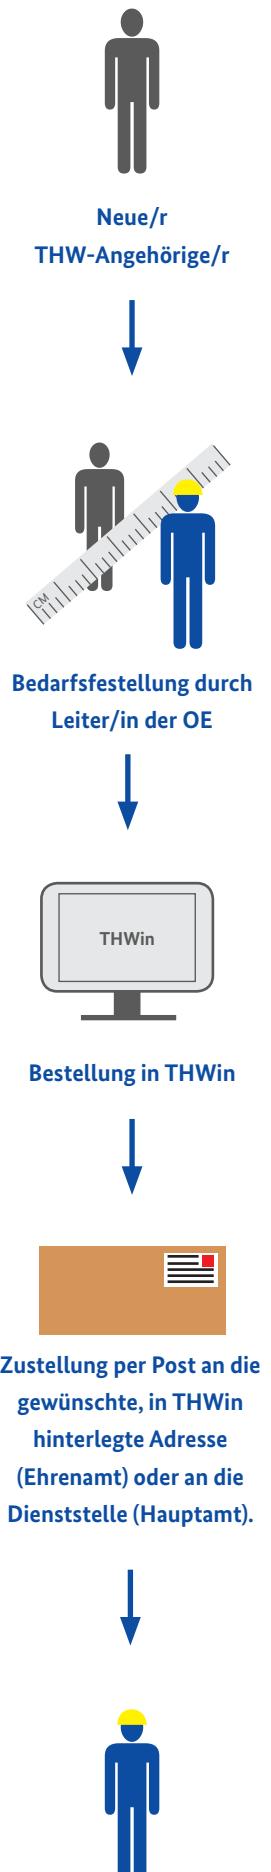 Neue/r
THW-Angehörige/r
CM
Bedarfsfestellung durch
Leiter/in der OE
THWin
Bestellung in THWin
Zustellung per Post an die
gewünschte, in THWin
hinterlegte Adresse
(Ehrenamt) oder an die
Dienststelle (Hauptamt).